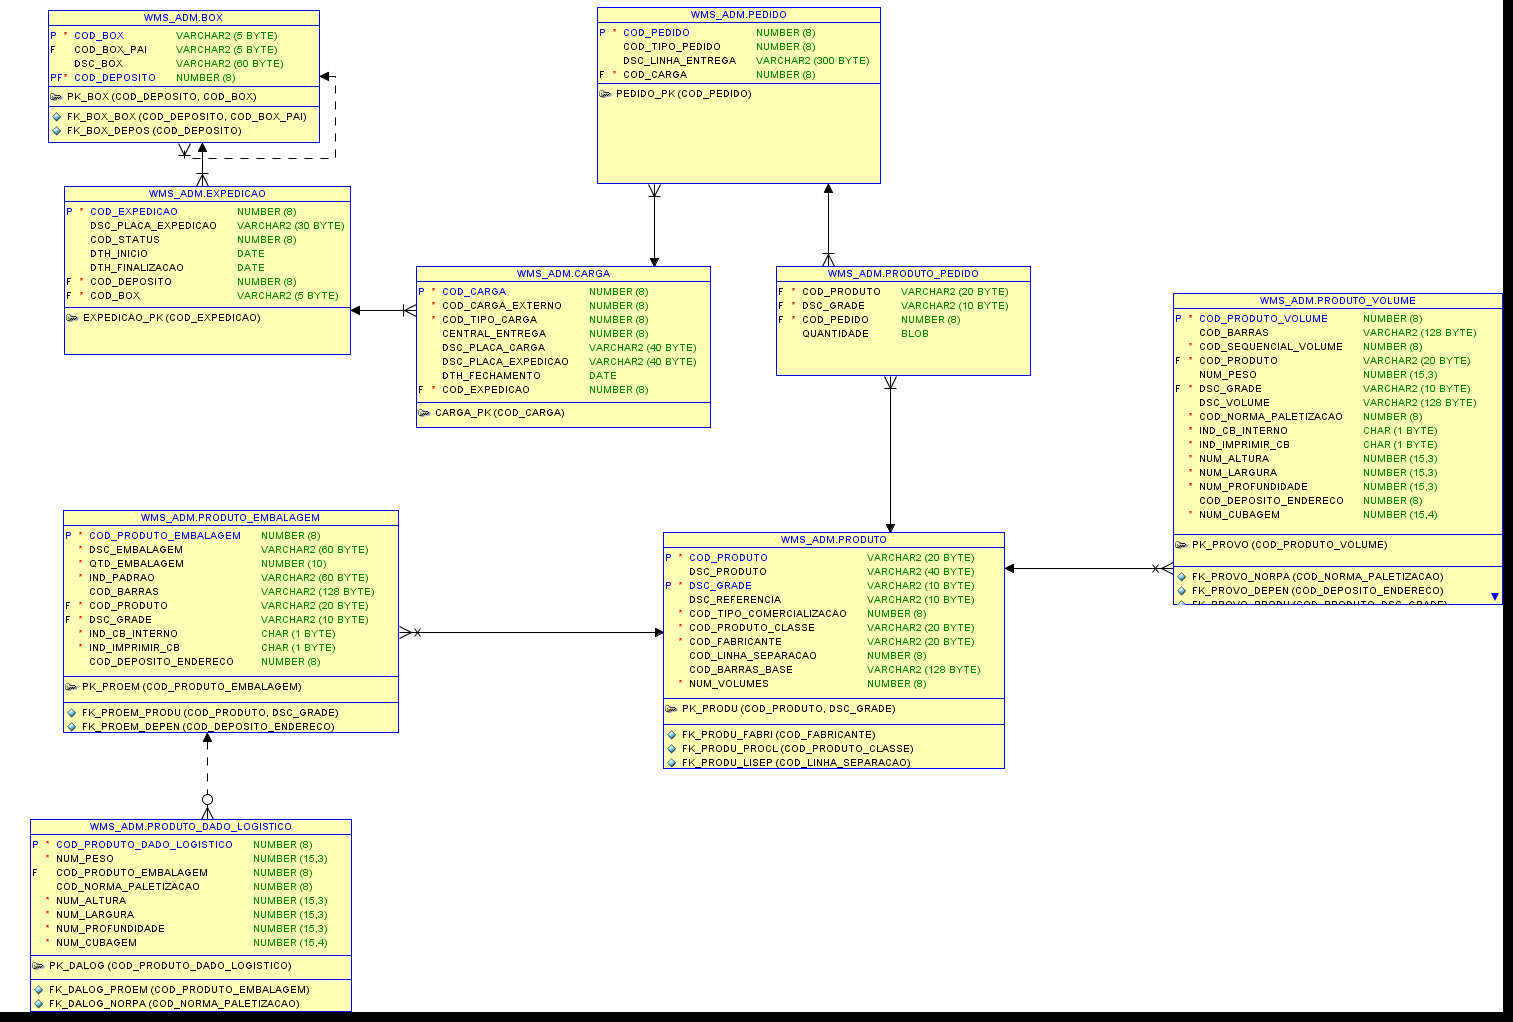 WMS_ADM.BOX
P * COD_BOX VARCHAR2 (5 BYTE)
F COD_BOX_PAI VARCHAR2 (5 BYTE)
DSC_BOX VARCHAR2 (60 BYTE)
PF* COD_DEPOSITO NUMBER (8)
PK_BOX (COD_DEPOSITO, COD_BOX)
FK_BOX_BOX (COD_DEPOSITO, COD_BOX_PAI)
FK_BOX_DEPOS (COD_DEPOSITO)
WMS_ADM.PEDIDO
P * COD_PEDIDO NUMBER (8)
COD_TIPO_PEDIDO NUMBER (8)
DSC_LINHA_ENTREGA VARCHAR2 (300 BYTE)
F * COD_CARGA NUMBER (8)
PEDIDO_PK (COD_PEDIDO)
WMS_ADM.EXPEDICAO
P * COD_EXPEDICAO NUMBER (8)
DSC_PLACA_EXPEDICAO VARCHAR2 (30 BYTE)
COD_STATUS NUMBER (8)
DTH_INICIO DATE
DTH_FINALIZACAO DATE
F * COD_DEPOSITO NUMBER (8)
F * COD_BOX VARCHAR2 (5 BYTE)
EXPEDICAO_PK (COD_EXPEDICAO)
WMS_ADM.CARGA
P * COD_CARGA NUMBER (8)
* COD_CARGA_EXTERNO NUMBER (8)
* COD_TIPO_CARGA NUMBER (8)
CENTRAL_ENTREGA NUMBER (8)
DSC_PLACA_CARGA VARCHAR2 (40 BYTE)
DSC_PLACA_EXPEDICAO VARCHAR2 (40 BYTE)
DTH_FECHAMENTO DATE
F * COD_EXPEDICAO NUMBER (8)
CARGA_PK (COD_CARGA)
WMS_ADM.PRODUTO_PEDIDO
F * COD_PRODUTO VARCHAR2 (20 BYTE)
F * DSC_GRADE VARCHAR2 (10 BYTE)
F * COD_PEDIDO NUMBER (8)
QUANTIDADE BLOB
WMS_ADM.PRODUTO_VOLUME
P * COD_PRODUTO_VOLUME NUMBER (8)
COD_BARRAS VARCHAR2 (128 BYTE)
* COD_SEQUENCIAL_VOLUME NUMBER (8)
F * COD_PRODUTO VARCHAR2 (20 BYTE)
NUM_PESO NUMBER (15,3)
F * DSC_GRADE VARCHAR2 (10 BYTE)
DSC_VOLUME VARCHAR2 (128 BYTE)
* COD_NORMA_PALETIZACAO NUMBER (8)
* IND_CB_INTERNO CHAR (1 BYTE)
* IND_IMPRIMIR_CB CHAR (1 BYTE)
* NUM_ALTURA NUMBER (15,3)
* NUM_LARGURA NUMBER (15,3)
* NUM_PROFUNDIDADE NUMBER (15,3)
COD_DEPOSITO_ENDERECO NUMBER (8)
* NUM_CUBAGEM NUMBER (15,4)
PK_PROVO (COD_PRODUTO_VOLUME)
FK_PROVO_NORPA (COD_NORMA_PALETIZACAO)
FK_PROVO_DEPEN (COD_DEPOSITO_ENDERECO)
FK_PROVO_PRODU (COD_PRODUTO, DSC_GRADE)
WMS_ADM.PRODUTO_EMBALAGEM
P * COD_PRODUTO_EMBALAGEM NUMBER (8)
* DSC_EMBALAGEM VARCHAR2 (60 BYTE)
* QTD_EMBALAGEM NUMBER (10)
* IND_PADRAO VARCHAR2 (60 BYTE)
COD_BARRAS VARCHAR2 (128 BYTE)
F * COD_PRODUTO VARCHAR2 (20 BYTE)
F * DSC_GRADE VARCHAR2 (10 BYTE)
* IND_CB_INTERNO CHAR (1 BYTE)
* IND_IMPRIMIR_CB CHAR (1 BYTE)
COD_DEPOSITO_ENDERECO NUMBER (8)
PK_PROEM (COD_PRODUTO_EMBALAGEM)
FK_PROEM_PRODU (COD_PRODUTO, DSC_GRADE)
FK_PROEM_DEPEN (COD_DEPOSITO_ENDERECO)
WMS_ADM.PRODUTO
P * COD_PRODUTO VARCHAR2 (20 BYTE)
DSC_PRODUTO VARCHAR2 (40 BYTE)
P * DSC_GRADE VARCHAR2 (10 BYTE)
DSC_REFERENCIA VARCHAR2 (10 BYTE)
* COD_TIPO_COMERCIALIZACAO NUMBER (8)
* COD_PRODUTO_CLASSE VARCHAR2 (20 BYTE)
* COD_FABRICANTE VARCHAR2 (20 BYTE)
COD_LINHA_SEPARACAO NUMBER (8)
COD_BARRAS_BASE VARCHAR2 (128 BYTE)
* NUM_VOLUMES NUMBER (8)
PK_PRODU (COD_PRODUTO, DSC_GRADE)
FK_PRODU_FABRI (COD_FABRICANTE)
FK_PRODU_PROCL (COD_PRODUTO_CLASSE)
FK_PRODU_LISEP (COD_LINHA_SEPARACAO)
WMS_ADM.PRODUTO_DADO_LOGISTICO
P * COD_PRODUTO_DADO_LOGISTICO NUMBER (8)
* NUM_PESO NUMBER (15,3)
F COD_PRODUTO_EMBALAGEM NUMBER (8)
COD_NORMA_PALETIZACAO NUMBER (8)
* NUM_ALTURA NUMBER (15,3)
* NUM_LARGURA NUMBER (15,3)
* NUM_PROFUNDIDADE NUMBER (15,3)
* NUM_CUBAGEM NUMBER (15,4)
PK_DALOG (COD_PRODUTO_DADO_LOGISTICO)
FK_DALOG_PROEM (COD_PRODUTO_EMBALAGEM)
FK_DALOG_NORPA (COD_NORMA_PALETIZACAO)